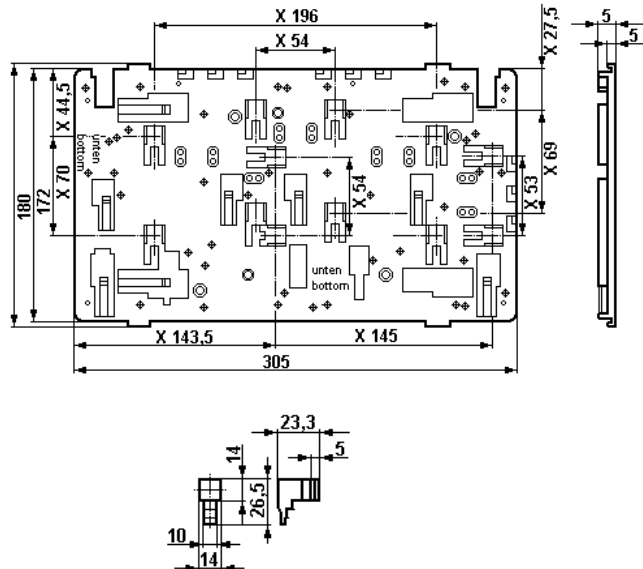 X 196
5
X 54
5
X 27,5
X 44,5
unten
bottom
X 69
180
172
X 70
X 54
X 53
unten
bottom
X 143,5
X 145
305
23,3
14
5
26,5
10
14